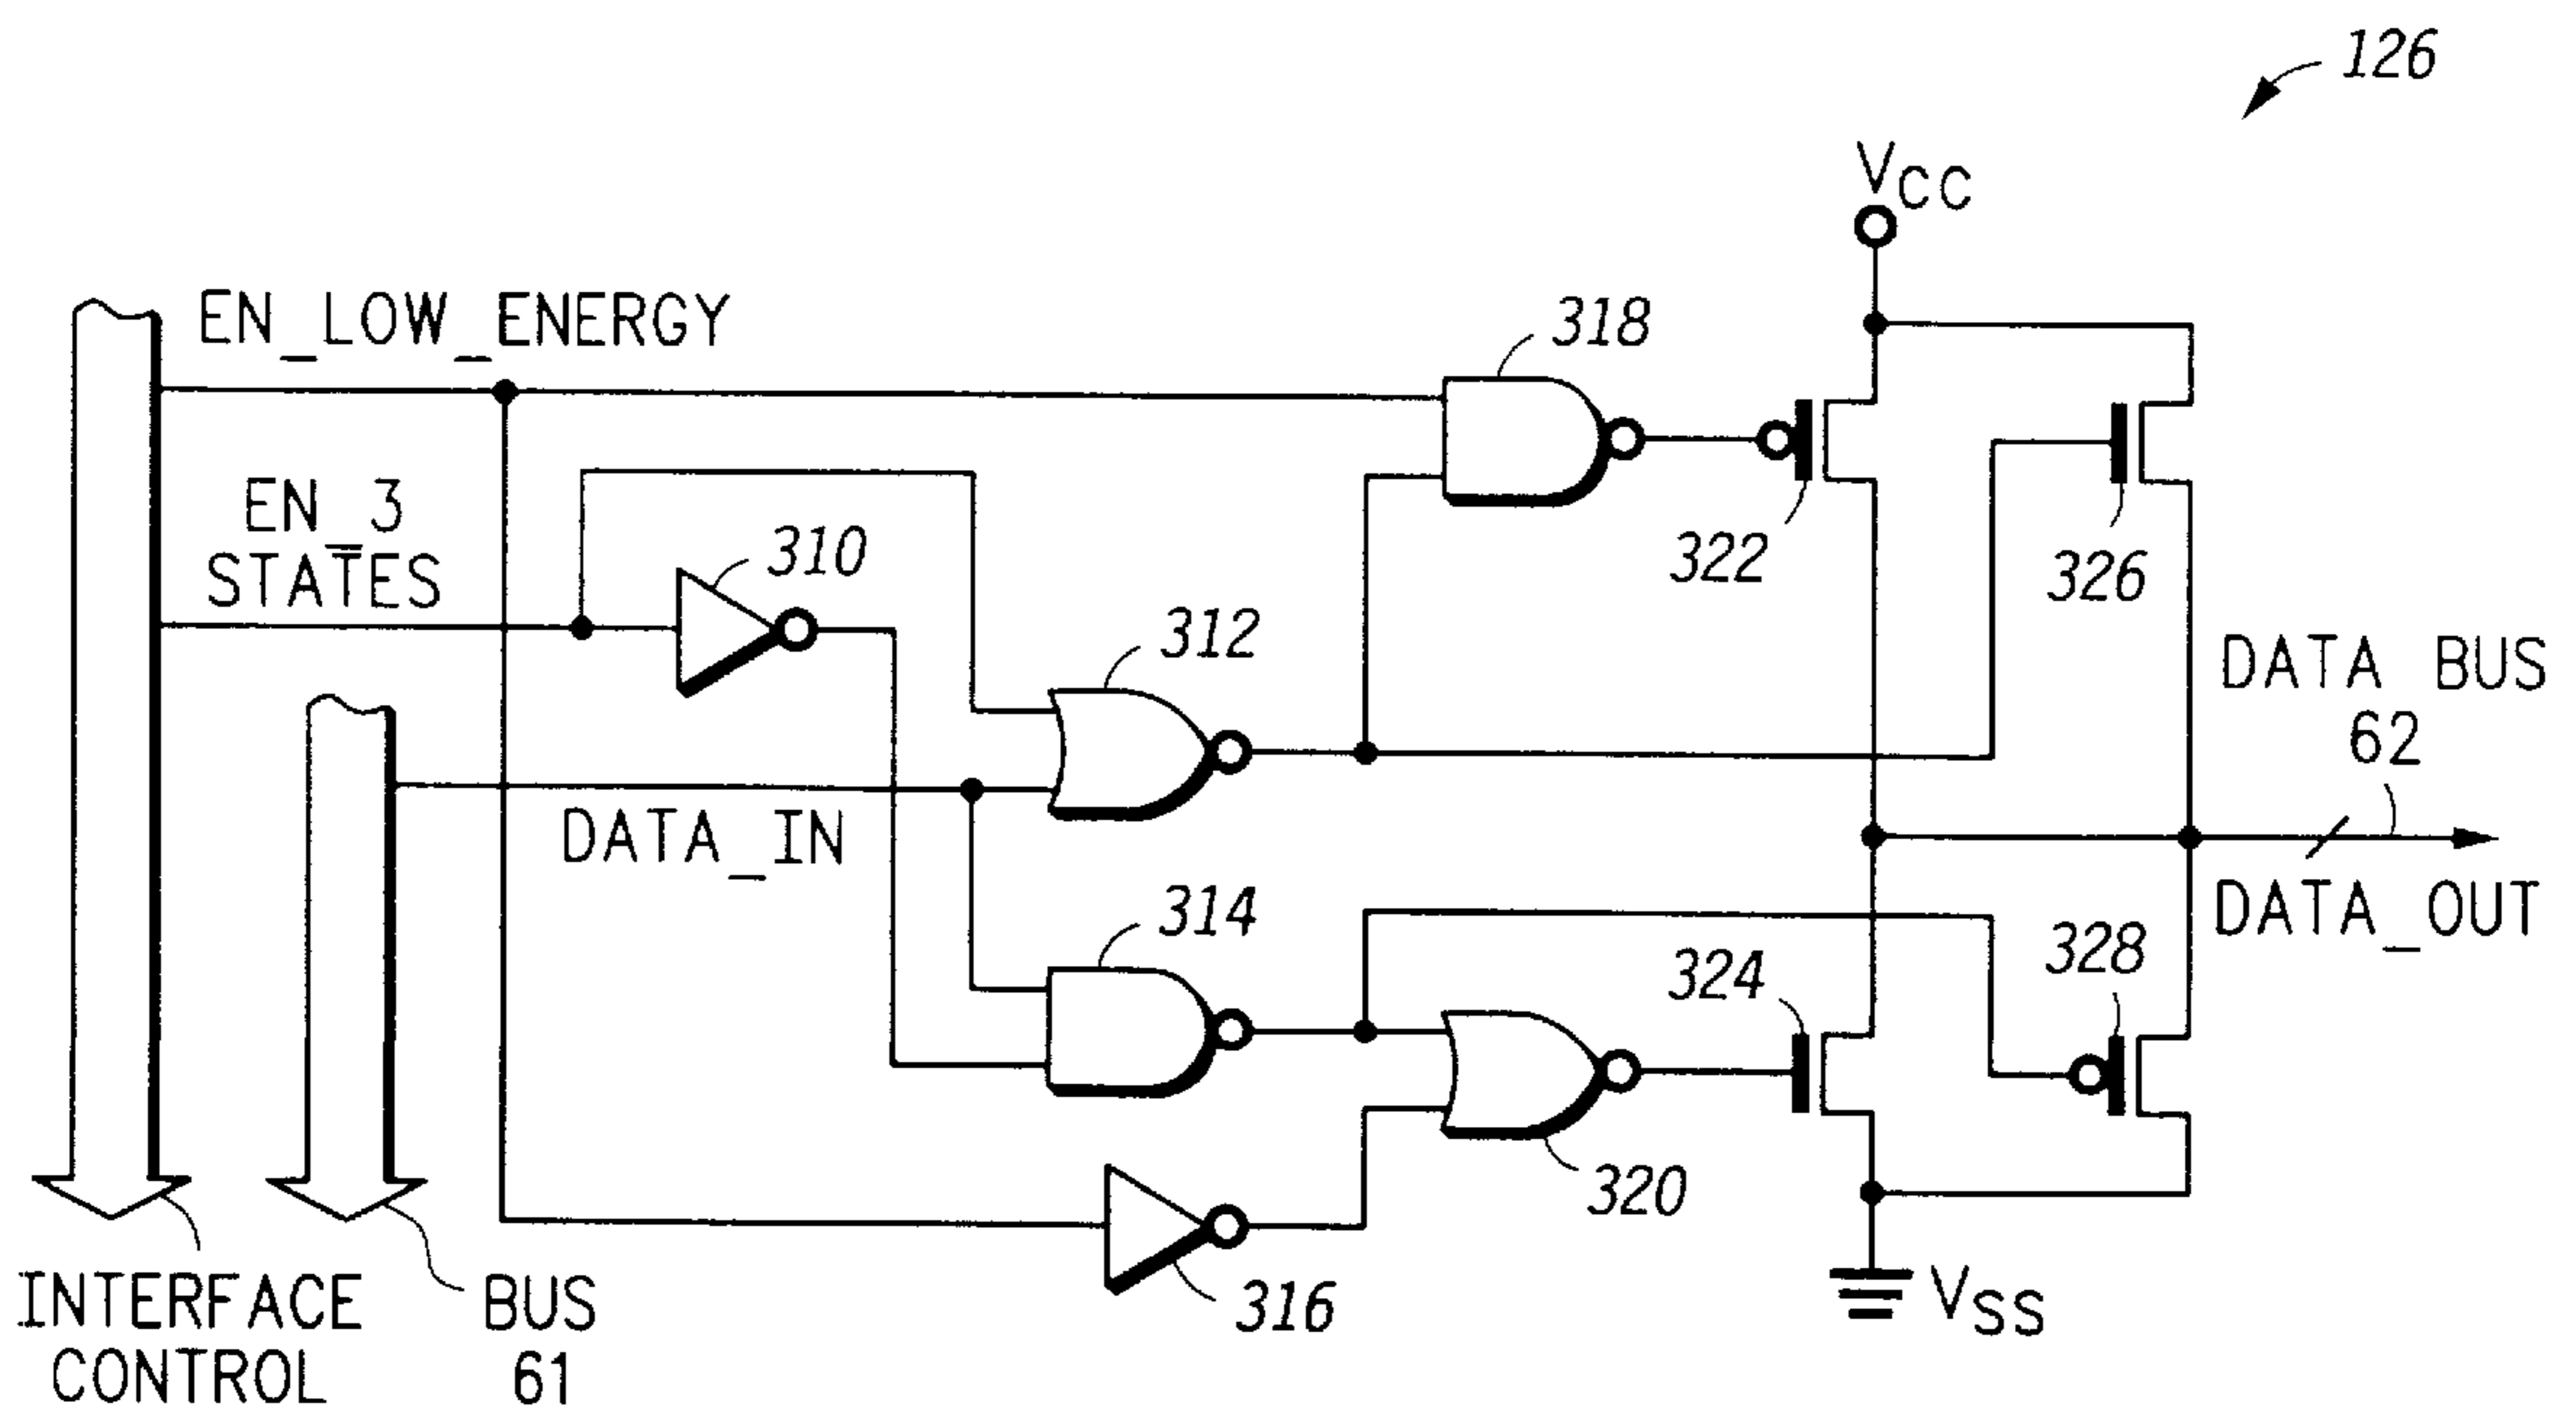 126
VCC
EN_LOW_ENERGY
318
EN_3
STATES
310
322
326
312
DATA BUS
62
DATA_IN
314
324
328
DATA_OUT
320
316
INTERFACE
CONTROL
BUS
61
VSS